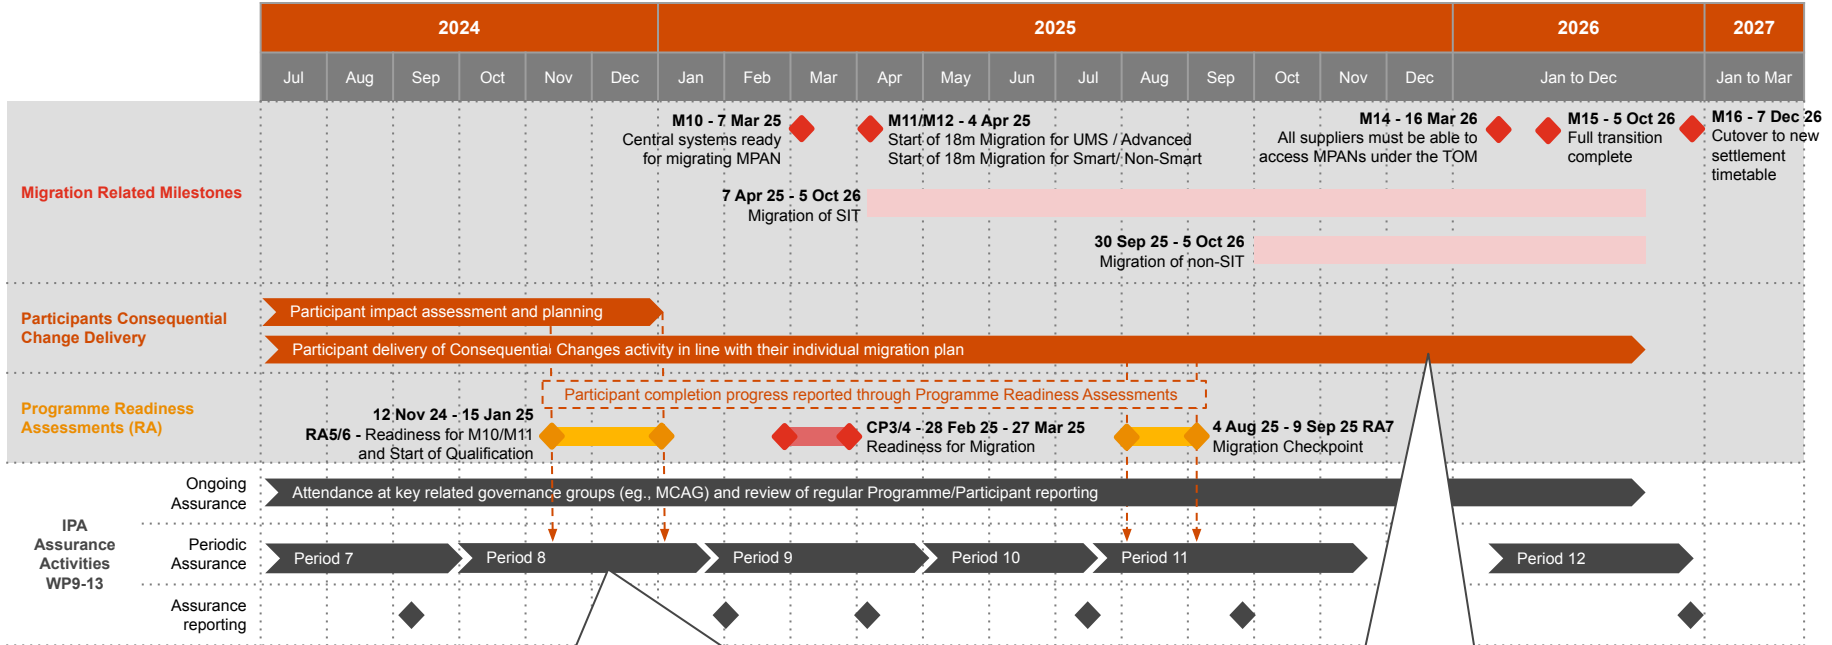 2024
2025
2026
2027
Jul
Aug
Sep
Oct
Nov
Dec
Jan
Feb
Mar
Apr
May
Jun
Jul
Aug
Sep
Oct
Nov
Dec
Jan to Dec
Jan to Mar
Migration Related Milestones
M10 - 7 Mar 25
Central systems ready
for migrating MPAN
M11/M12 - 4 Apr 25
Start of 18m Migration for UMS / Advanced
Start of 18m Migration for Smart/ Non-Smart
M14 - 16 Mar 26
All suppliers must be able to
access MPANs under the TOM
M15 - 5 Oct 26
Full transition
complete
M16 - 7 Dec 26
Cutover to new
settlement
timetable
7 Apr 25 - 5 Oct 26
Migration of SIT
30 Sep 25 - 5 Oct 26
Migration of non-SIT
Participants Consequential
Change Delivery
Participant impact assessment and planning
Participant delivery of Consequential Changes activity in line with their individual migration plan
Programme Readiness
Assessments (RA)
Participant completion progress reported through Programme Readiness Assessments
12 Nov 24 - 15 Jan 25
RA5/6 - Readiness for M10/M11
and Start of Qualification
CP3/4 - 28 Feb 25 - 27 Mar 25
Readiness for Migration
4 Aug 25 - 9 Sep 25 RA7
Migration Checkpoint
IPA
Assurance
Activities
WP9-13
Ongoing
Assurance
Attendance at key related governance groups (eg., MCAG) and review of regular Programme/Participant reporting
Periodic
Assurance
Period 7
Period 8
Period 9
Period 10
Period 11
Period 12
Assurance
reporting